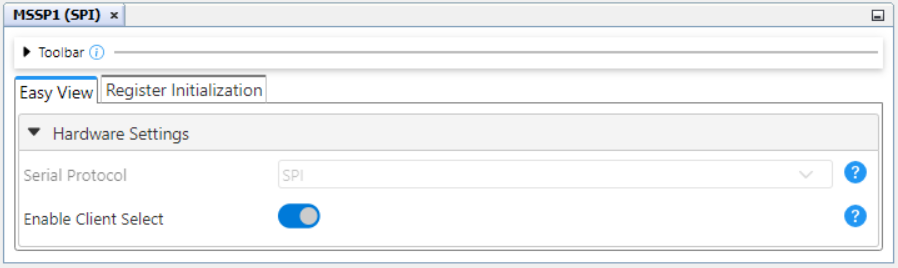 MSSP1 (SPI) ×
Toolbar i
Easy View Register Initialization
Hardware Settings
Serial Protocol SPI ?
Enable Client Select ?